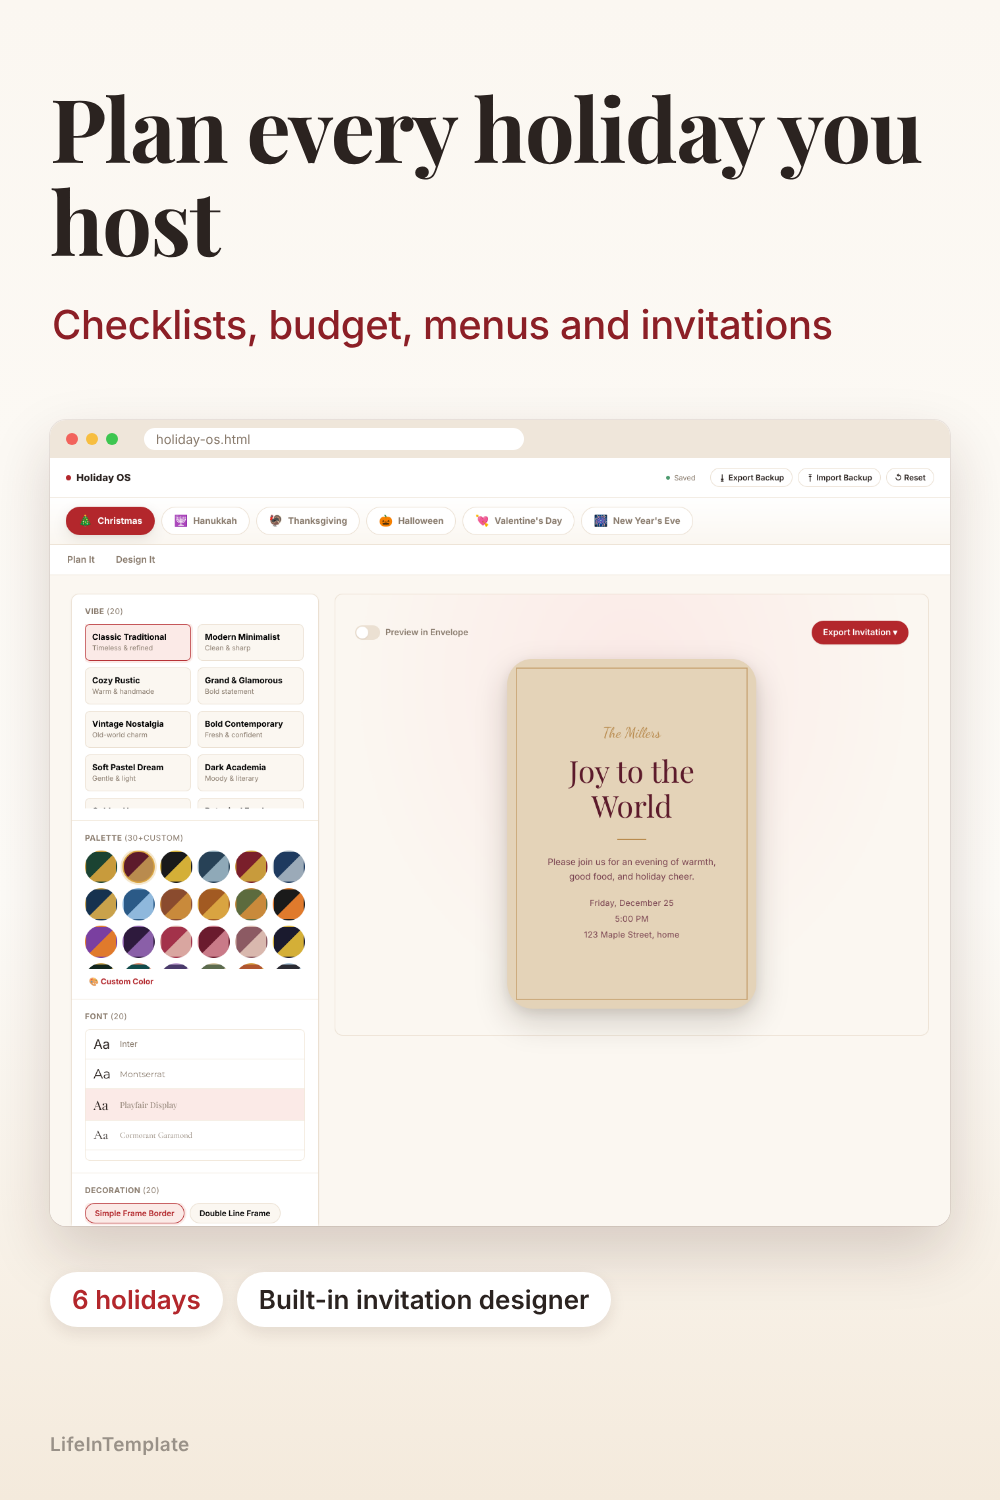 Plan every holiday you
host
Checklists, budget, menus and invitations
holiday-os.html
Holiday OS
Saved
Export Backup
Import Backup
Reset
Christmas
Hanukkah
Thanksgiving
Halloween
Valentine's Day
New Year's Eve
Plan It
Design It
VIBE (20)
Classic Traditional
Timeless & refined
Modern Minimalist
Clean & sharp
Cozy Rustic
Warm & handmade
Grand & Glamorous
Bold statement
Vintage Nostalgia
Old-world charm
Bold Contemporary
Fresh & confident
Soft Pastel Dream
Gentle & light
Dark Academia
Moody & literary
PALETTE (30+CUSTOM)
Custom Color
FONT (20)
Aa Inter
Aa Montserrat
Aa Playfair Display
Aa Cormorant Garamond
DECORATION (20)
Simple Frame Border
Double Line Frame
Preview in Envelope
Export Invitation ▾
The Millers
Joy to the
World
Please join us for an evening of warmth,
good food, and holiday cheer.
Friday, December 25
5:00 PM
123 Maple Street, home
6 holidays
Built-in invitation designer
LifeInTemplate